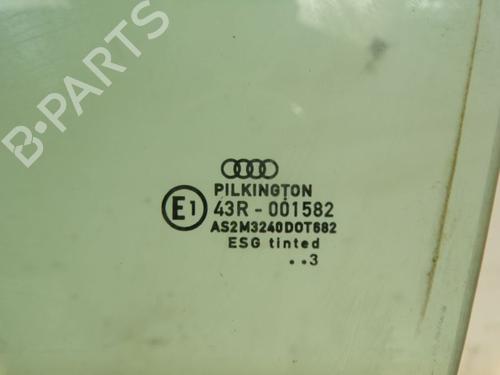 B-PARTS
PILKINGTON
E1 43R-001582
AS2M3240DOT682
ESG tinted
..3